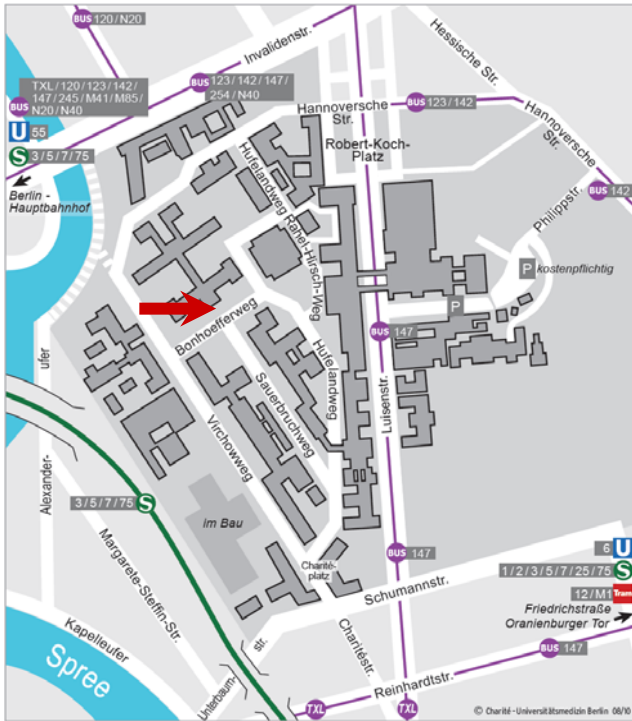 BUS 120 / N20
Invalidenstr.
Hessische Str.
TXL / 120 / 123 / 142 /
BUS 147 / 245 / M41 / M85 /
N20 / N40
BUS 123 / 142 / 147 /
254 / N40
U 55
S 3 / 5 / 7 / 75
Berlin -
Hauptbahnhof
Hannoversche
Str.
BUS 123 / 142
Hannoversche
Str.
Robert-Koch-
Platz
Hufelandweg
Rahel-Hirsch-Weg
Philippstr.
BUS 142
P kostenpflichtig
P
Bonhoefferweg
BUS 147
Luisenstr.
Hufelandweg
Sauerbruchweg
Virchowweg
ufer
Alexander-
3 / 5 / 7 / 75 S
im Bau
Margarete-Steffin-Str.
Charité-
platz
BUS 147
Schumannstr.
6 U
1 / 2 / 3 / 5 / 7 / 25 / 75 S
12 / M1 Tram
Friedrichstraße
Oranienburger Tor
Kapelleufer
Spree
Unterbaum-
str.
Charitéstr.
Reinhardtstr.
BUS 147
TXL
TXL
© Charité - Universitätsmedizin Berlin 08/10